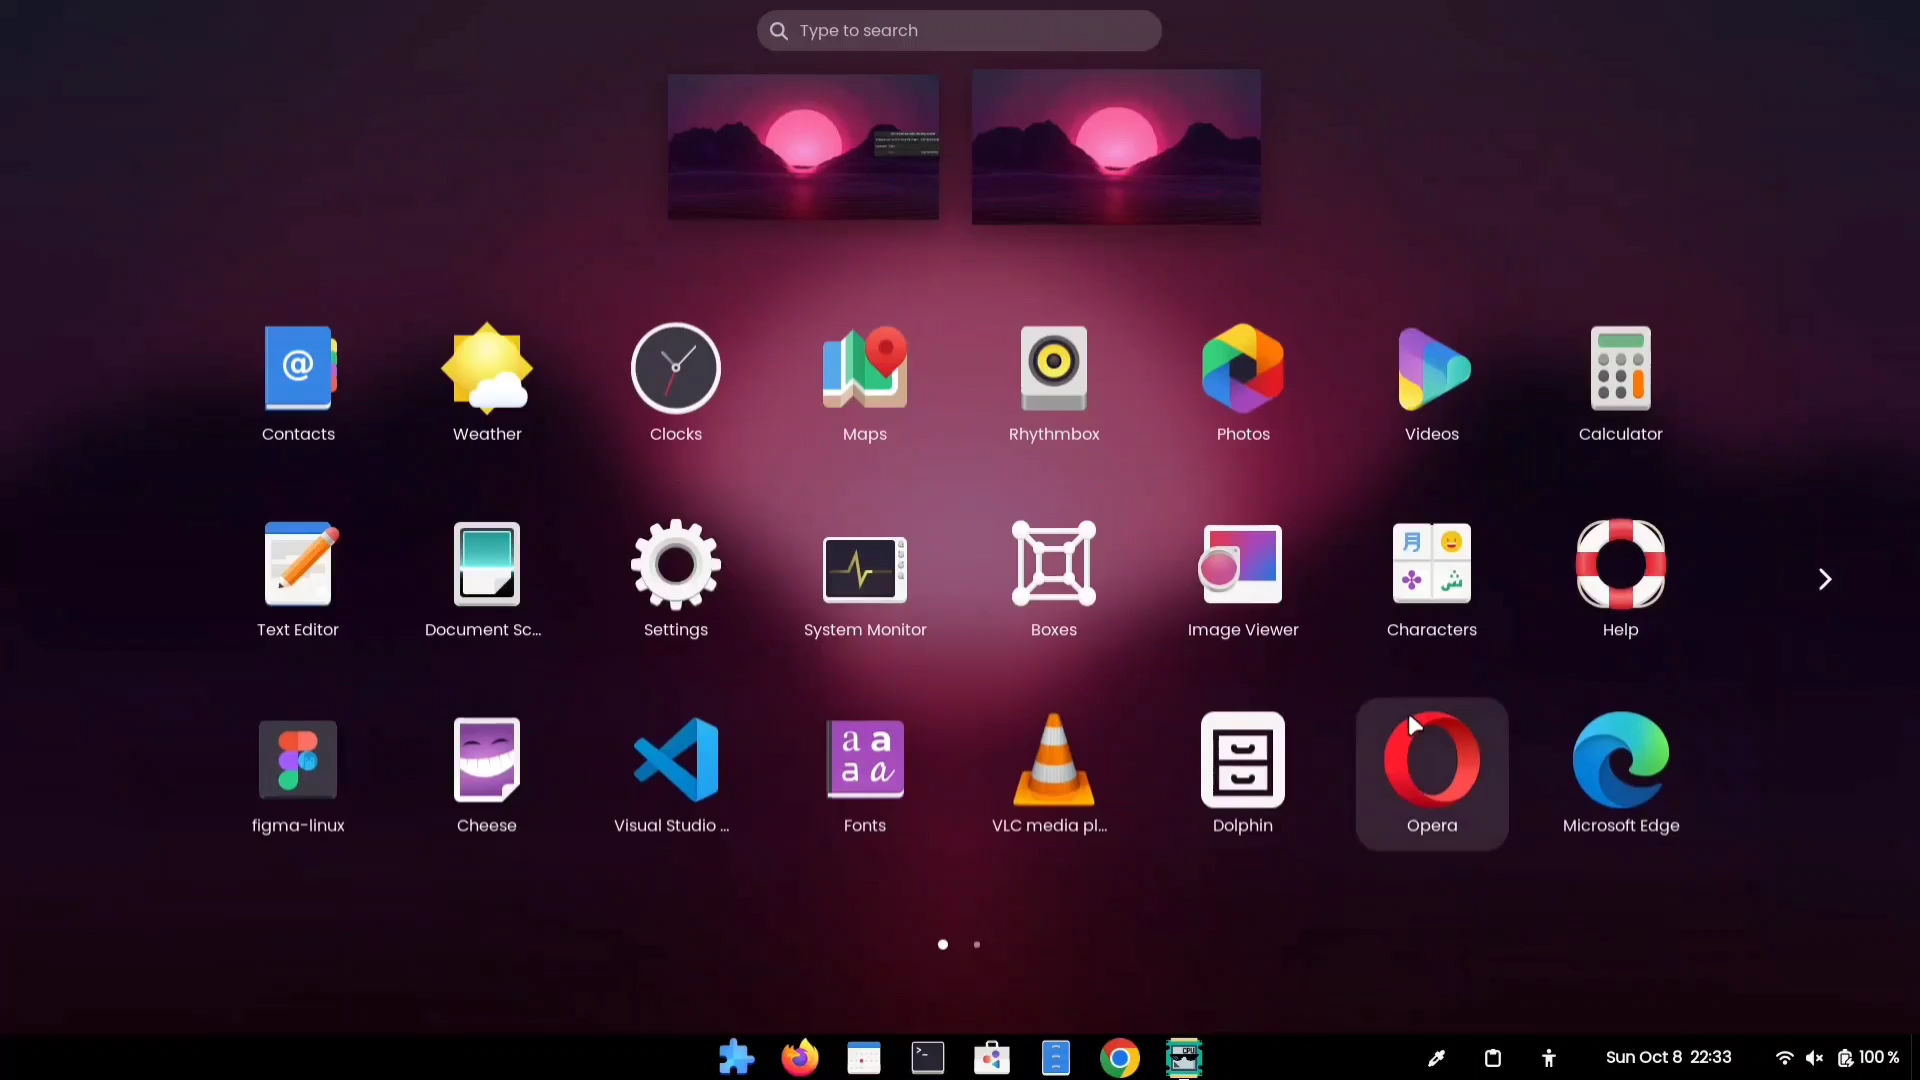 Type to search
Contacts
Weather
Clocks
Maps
Rhythmbox
Photos
Videos
Calculator
Text Editor
Document Sc...
Settings
System Monitor
Boxes
Image Viewer
Characters
Help
figma-linux
Cheese
Visual Studio ...
Fonts
VLC media pl...
Dolphin
Opera
Microsoft Edge
Sun Oct 8 22:33
100 %